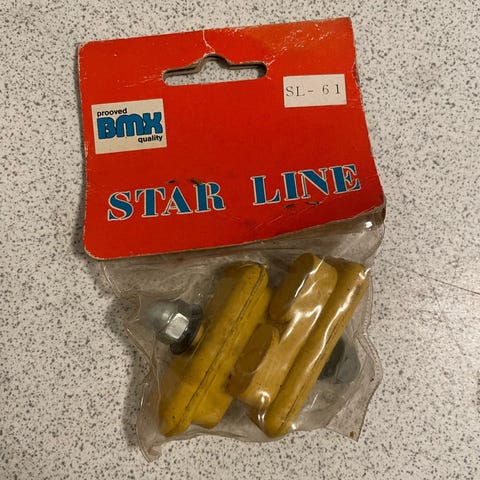 prooved
BMX
quality
SL-61
STAR LINE